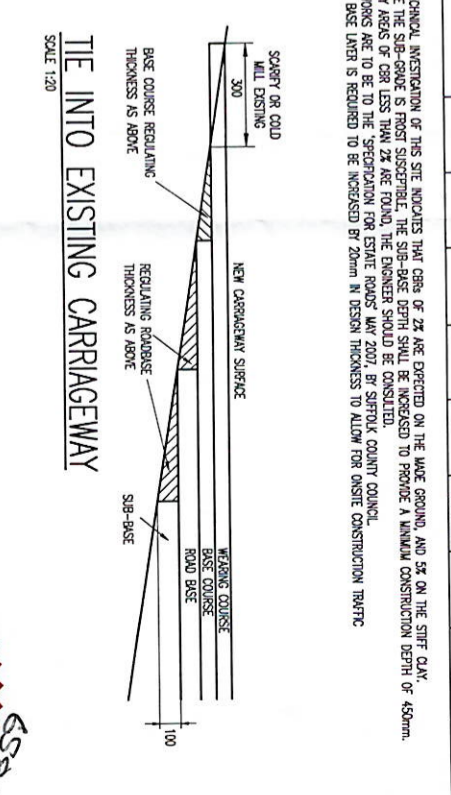 CHNICAL INVESTIGATION OF THIS SITE INDICATES THAT CBRs OF 2% ARE EXPECTED ON THE MADE GROUND, AND 5% ON THE STIFF CLAY.
E THE SUB-GRADE IS FROST SUSCEPTIBLE, THE SUB-BASE DEPTH SHALL BE INCREASED TO PROVIDE A MINIMUM CONSTRUCTION DEPTH OF 450mm.
Y AREAS OF CBR LESS THAN 2% ARE FOUND, THE ENGINEER SHOULD BE CONSULTED.
ORKS ARE TO BE TO THE 'SPECIFICATION FOR ESTATE ROADS' MAY 2007, BY SUFFOLK COUNTY COUNCIL
BASE LAYER IS REQUIRED TO BE INCREASED BY 20mm IN DESIGN THICKNESS TO ALLOW FOR ONSITE CONSTRUCTION TRAFFIC
SCARIFY OR COLD
MILL EXISTING
300
NEW CARRIAGEWAY SURFACE
WEARING COURSE
BASE COURSE
ROAD BASE
100
BASE COURSE REGULATING
THICKNESS AS ABOVE
REGULATING ROADBASE
THICKNESS AS ABOVE
SUB-BASE
TIE INTO EXISTING CARRIAGEWAY
SCALE 1:20